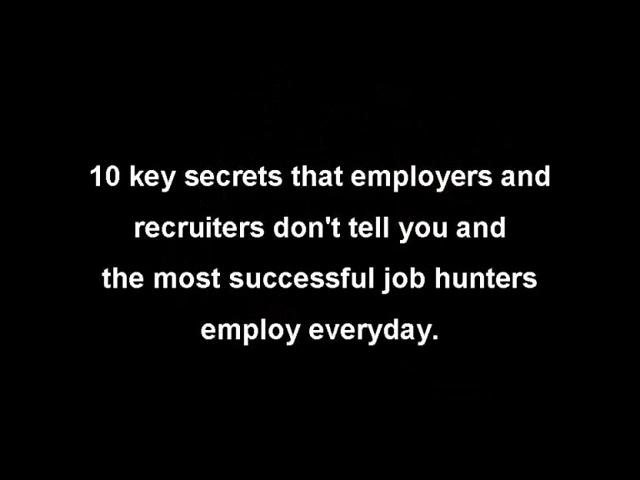 10 key secrets that employers and
recruiters don't tell you and
the most successful job hunters
employ everyday.